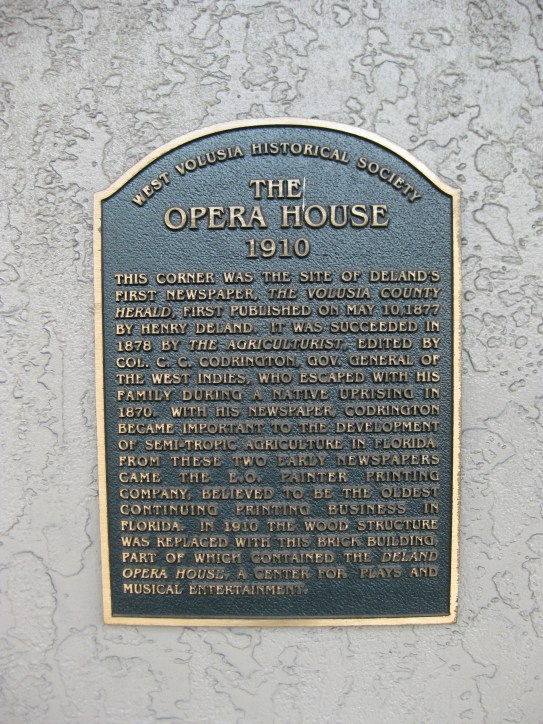 WEST VOLUSIA HISTORICAL SOCIETY
THE
OPERA HOUSE
1910
THIS CORNER WAS THE SITE OF DELAND'S
FIRST NEWSPAPER, THE VOLUSIA COUNTY
HERALD, FIRST PUBLISHED ON MAY 10,1877
BY HENRY DELAND. IT WAS SUCCEEDED IN
1878 BY THE AGRICULTURIST, EDITED BY
COL. C. C. CODRINGTON, GOV. GENERAL OF
THE WEST INDIES, WHO ESCAPED WITH HIS
FAMILY DURING A NATIVE UPRISING IN
1870. WITH HIS NEWSPAPER, CODRINGTON
BECAME IMPORTANT TO THE DEVELOPMENT
OF SEMI-TROPIC AGRICULTURE IN FLORIDA.
FROM THESE TWO EARLY NEWSPAPERS
CAME THE E.O. PAINTER PRINTING
COMPANY, BELIEVED TO BE THE OLDEST
CONTINUING PRINTING BUSINESS IN
FLORIDA. IN 1910 THE WOOD STRUCTURE
WAS REPLACED WITH THIS BRICK BUILDING,
PART OF WHICH CONTAINED THE DELAND
OPERA HOUSE, A CENTER FOR PLAYS AND
MUSICAL ENTERTAINMENT.